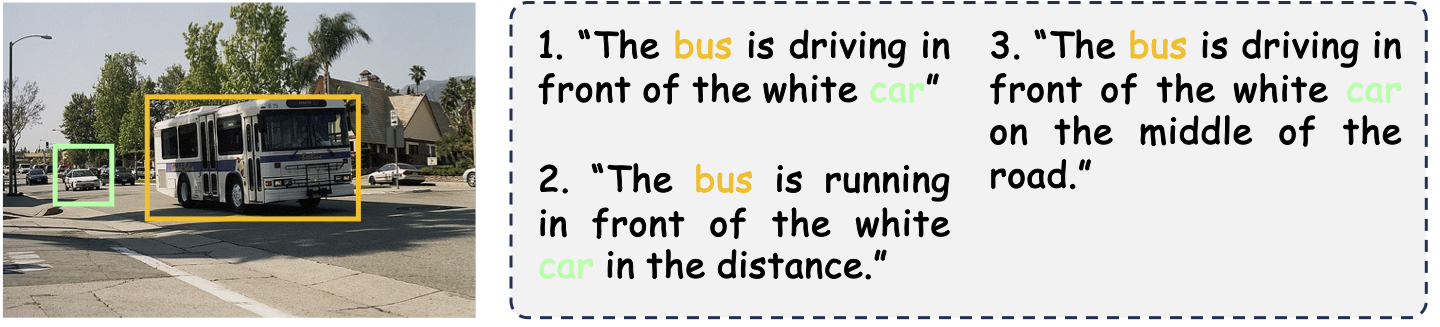 1. “The bus is driving in
front of the white car”
2. “The bus is running
in front of the white
car in the distance.”
3. “The bus is driving in
front of the white car
on the middle of the
road.”